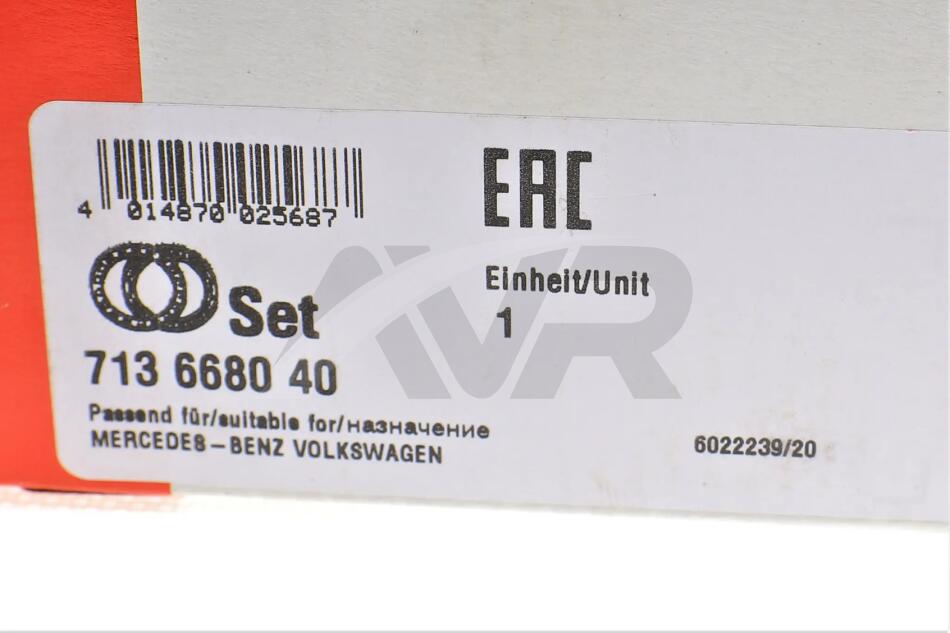 4 014870 025687
EAC
Set
Einheit/Unit
1
713 6680 40
Passend für/suitable for/назначение
MERCEDES-BENZ VOLKSWAGEN
6022239/20
AVR